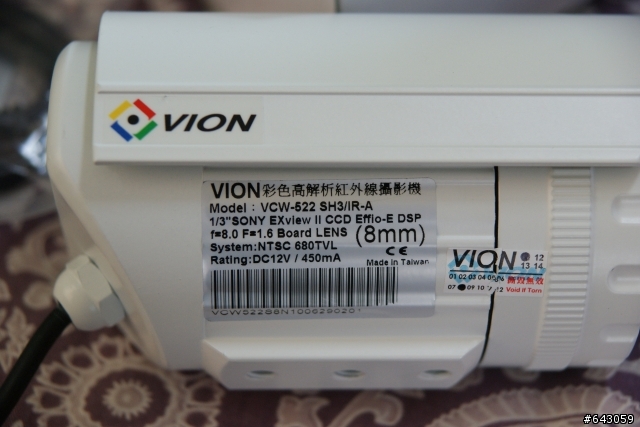 VION
VION彩色高解析紅外線攝影機
Model : VCW-522 SH3/IR-A
1/3"SONY EXview II CCD Effio-E DSP
f=8.0 F=1.6 Board LENS (8mm)
System:NTSC 680TVL
Rating:DC12V / 450mA
CE
Made In Taiwan
VCW522S8N1006290201
VION 12
13 14
01 02 03 04 05
撕毀無效
07 09 10 12
Void if Torn
#643059